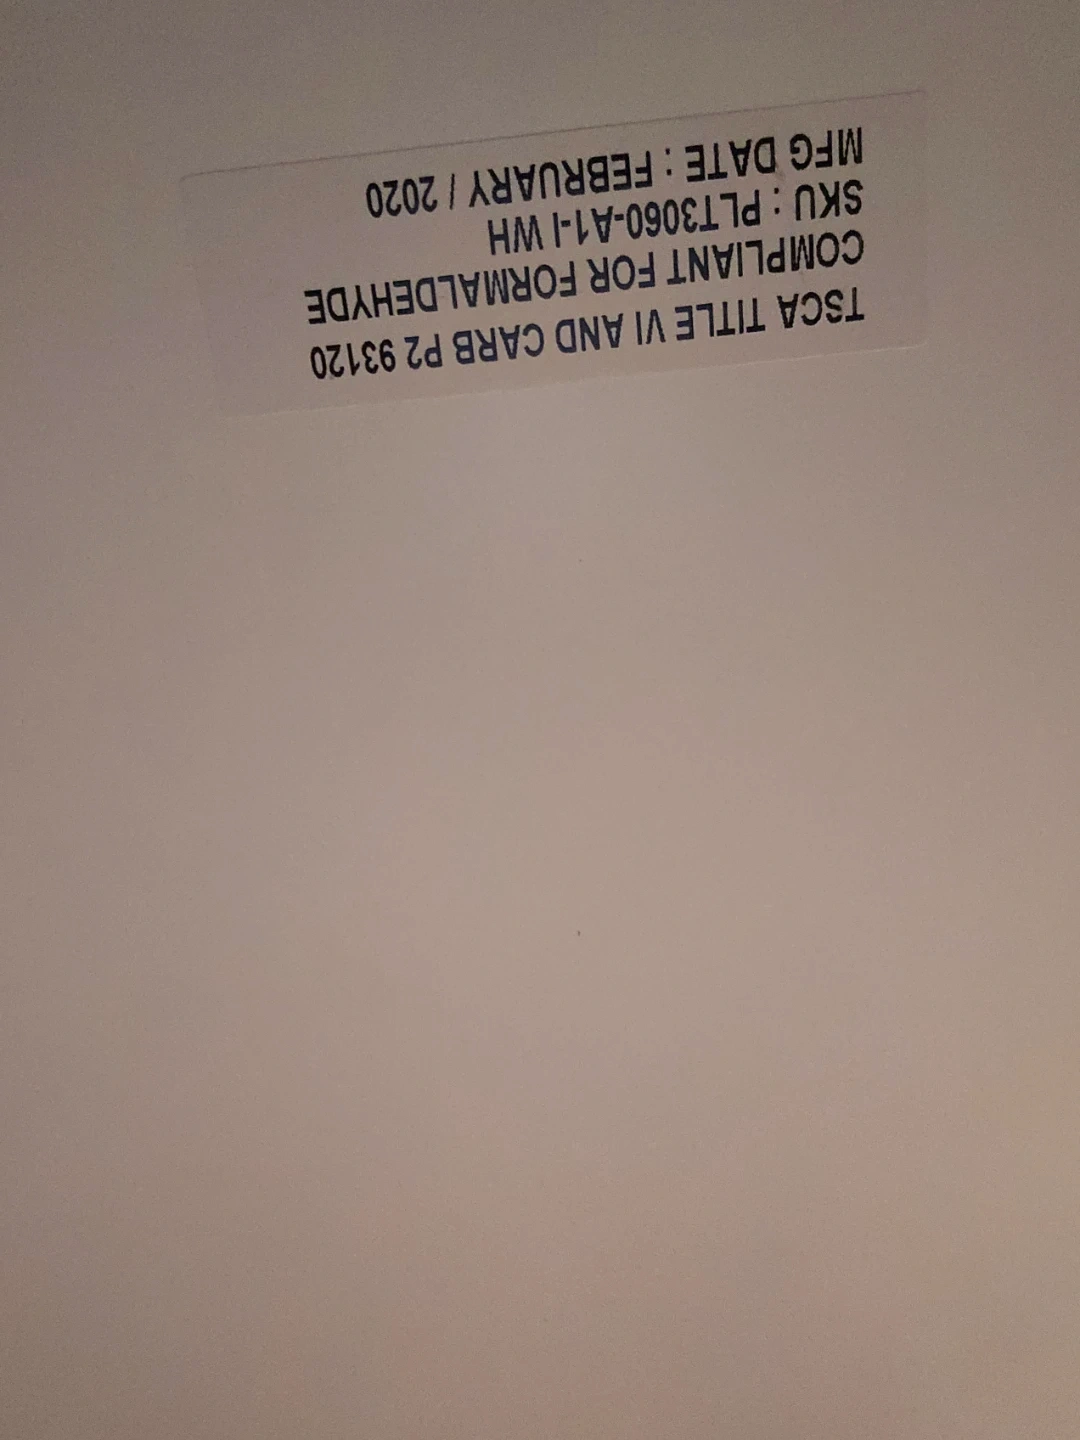 TSCA TITLE VI AND CARB P2 93120
COMPLIANT FOR FORMALDEHYDE
SKU : PLT3060-A1-I WH
MFG DATE : FEBRUARY / 2020